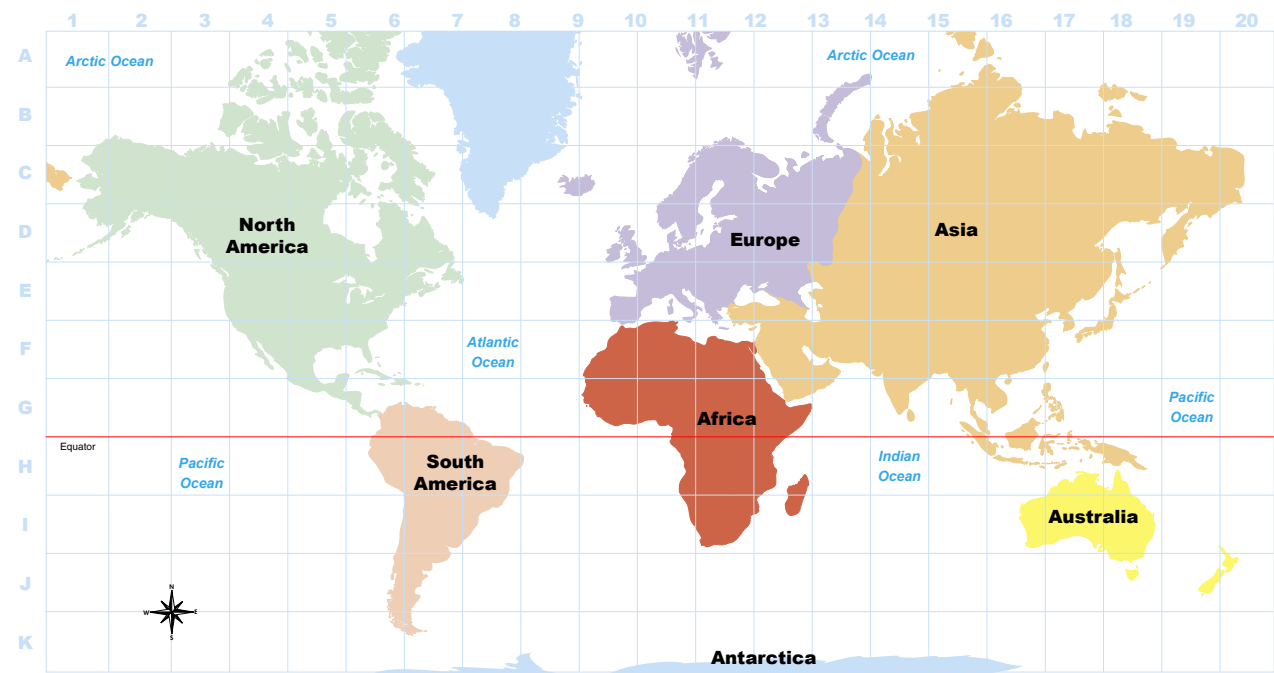 1 2 3 4 5 6 7 8 9 10 11 12 13 14 15 16 17 18 19 20
A
Arctic Ocean
Arctic Ocean
B
C
D
North
America
Europe
Asia
E
F
Atlantic
Ocean
G
Africa
Pacific
Ocean
Equator
H
Pacific
Ocean
South
America
Indian
Ocean
I
Australia
J
N
W
E
S
K
Antarctica